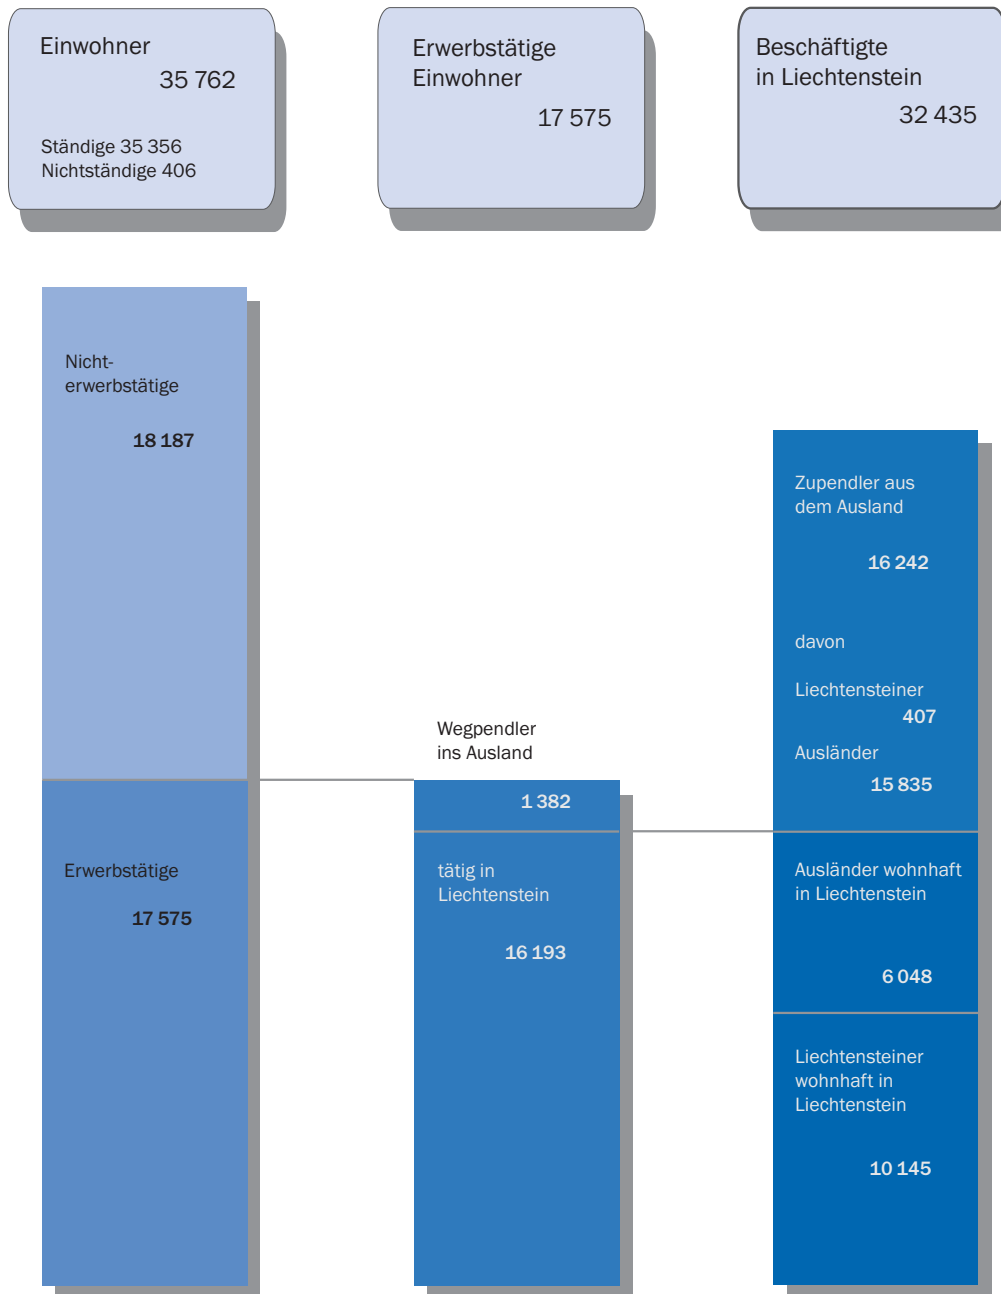 Einwohner
35 762
Ständige 35 356
Nichtständige 406
Erwerbstätige
Einwohner
17 575
Beschäftigte
in Liechtenstein
32 435
Nicht-
erwerbstätige
18 187
Erwerbstätige
17 575
Wegpendler
ins Ausland
1 382
tätig in
Liechtenstein
16 193
Zupendler aus
dem Ausland
16 242
davon
Liechtensteiner
407
Ausländer
15 835
Ausländer wohnhaft
in Liechtenstein
6 048
Liechtensteiner
wohnhaft in
Liechtenstein
10 145